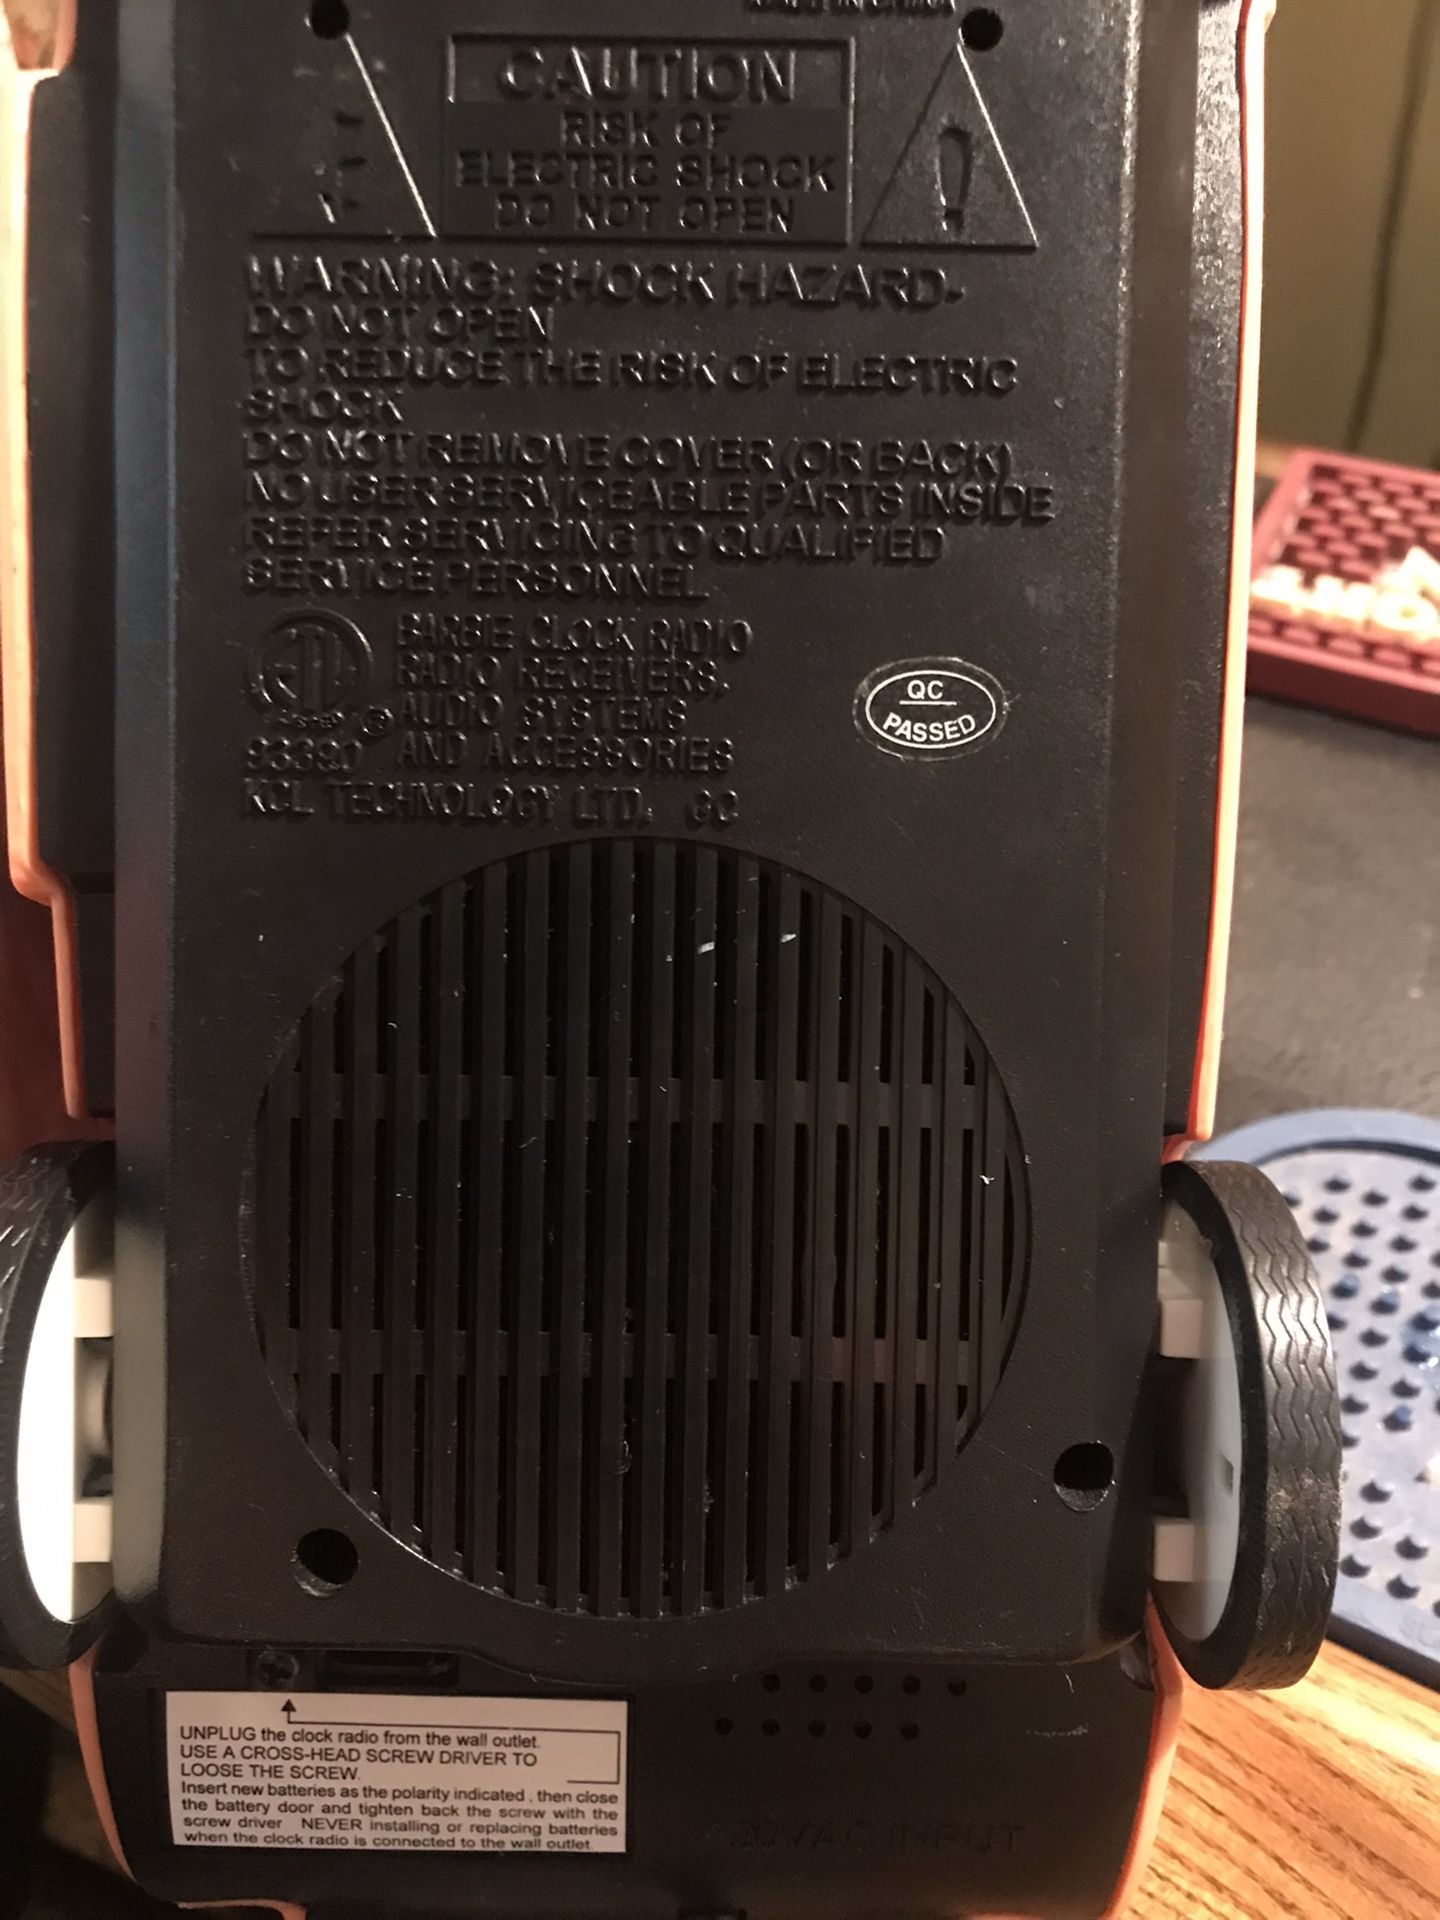 MADE IN CHINA
CAUTION
RISK OF
ELECTRIC SHOCK
DO NOT OPEN
!
WARNING: SHOCK HAZARD-
DO NOT OPEN
TO REDUCE THE RISK OF ELECTRIC
SHOCK
DO NOT REMOVE COVER (OR BACK)
NO USER SERVICEABLE PARTS INSIDE
REFER SERVICING TO QUALIFIED
SERVICE PERSONNEL
ETL
BARBIE CLOCK RADIO
RADIO RECEIVERS,
AUDIO SYSTEMS
93391 AND ACCESSORIES
KCL TECHNOLOGY LTD.
QC
PASSED
UNPLUG the clock radio from the wall outlet.
USE A CROSS-HEAD SCREW DRIVER TO
LOOSE THE SCREW.
Insert new batteries as the polarity indicated , then close
the battery door and tighten back the screw with the
screw driver NEVER installing or replacing batteries
when the clock radio is connected to the wall outlet.